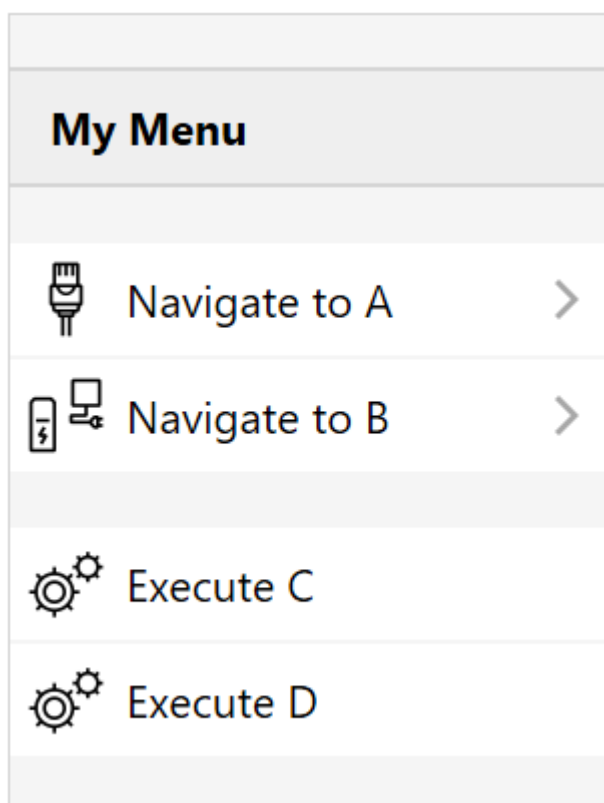 My Menu
Navigate to A
Navigate to B
Execute C
Execute D